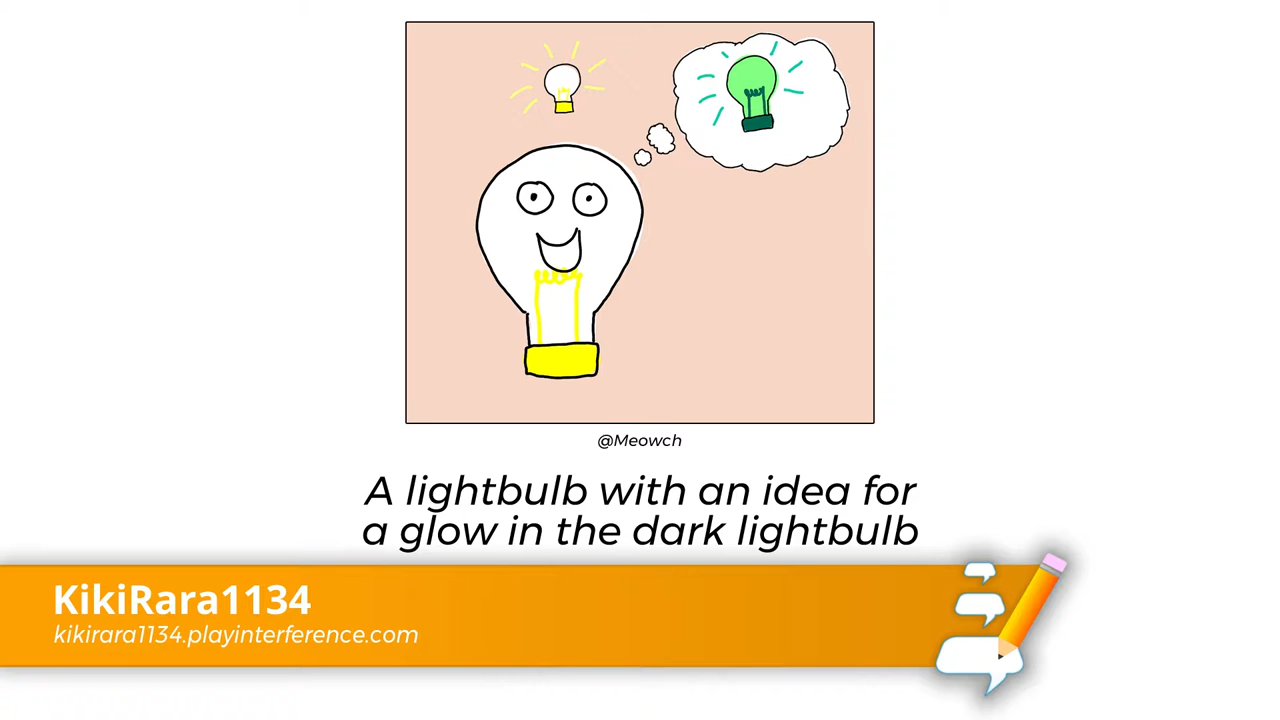 @Meowch
A lightbulb with an idea for
a glow in the dark lightbulb
KikiRara1134
kikirara1134.playinterference.com